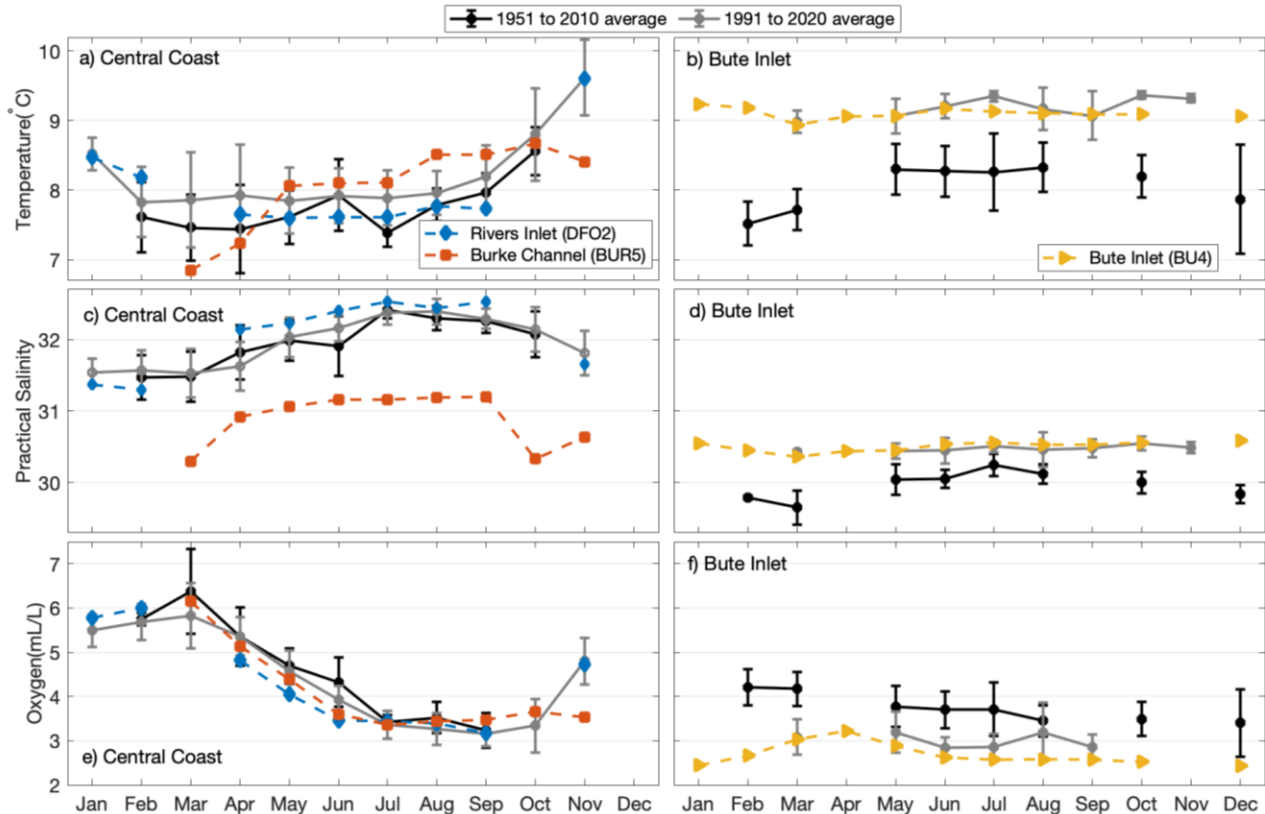 1951 to 2010 average 1991 to 2020 average
a) Central Coast
b) Bute Inlet
10
9
8
7
Temperature(°C)
Rivers Inlet (DFO2)
Burke Channel (BUR5)
Bute Inlet (BU4)
c) Central Coast
d) Bute Inlet
32
31
30
Practical Salinity
7
6
5
4
3
2
Oxygen(mL/L)
e) Central Coast
f) Bute Inlet
Jan Feb Mar Apr May Jun Jul Aug Sep Oct Nov Dec
Jan Feb Mar Apr May Jun Jul Aug Sep Oct Nov Dec